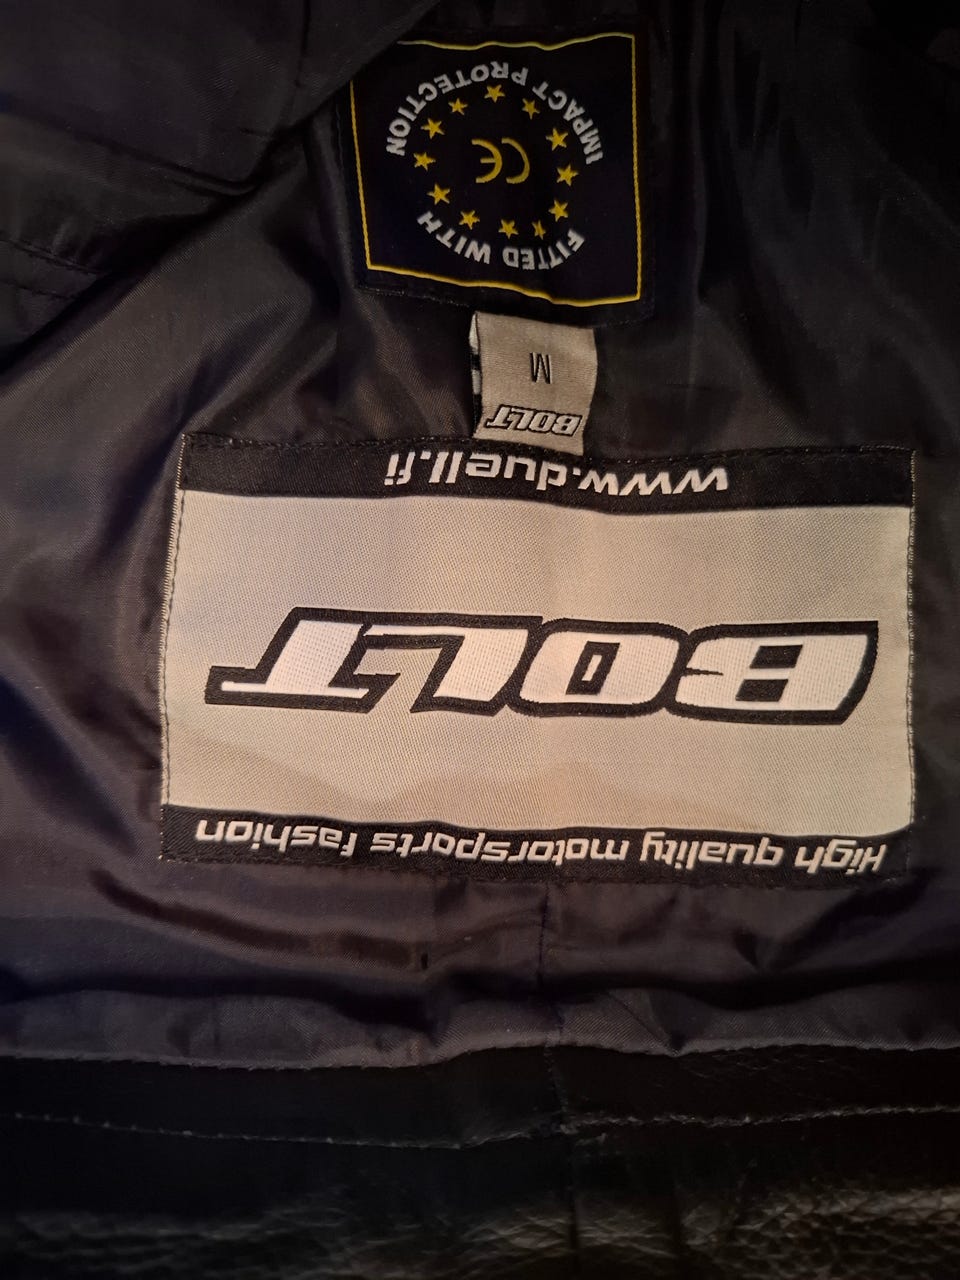 High quality motorsports fashion
BOLT
www.duell.fi
BOLT
M
FITTED WITH
IMPACT PROTECTION
CE